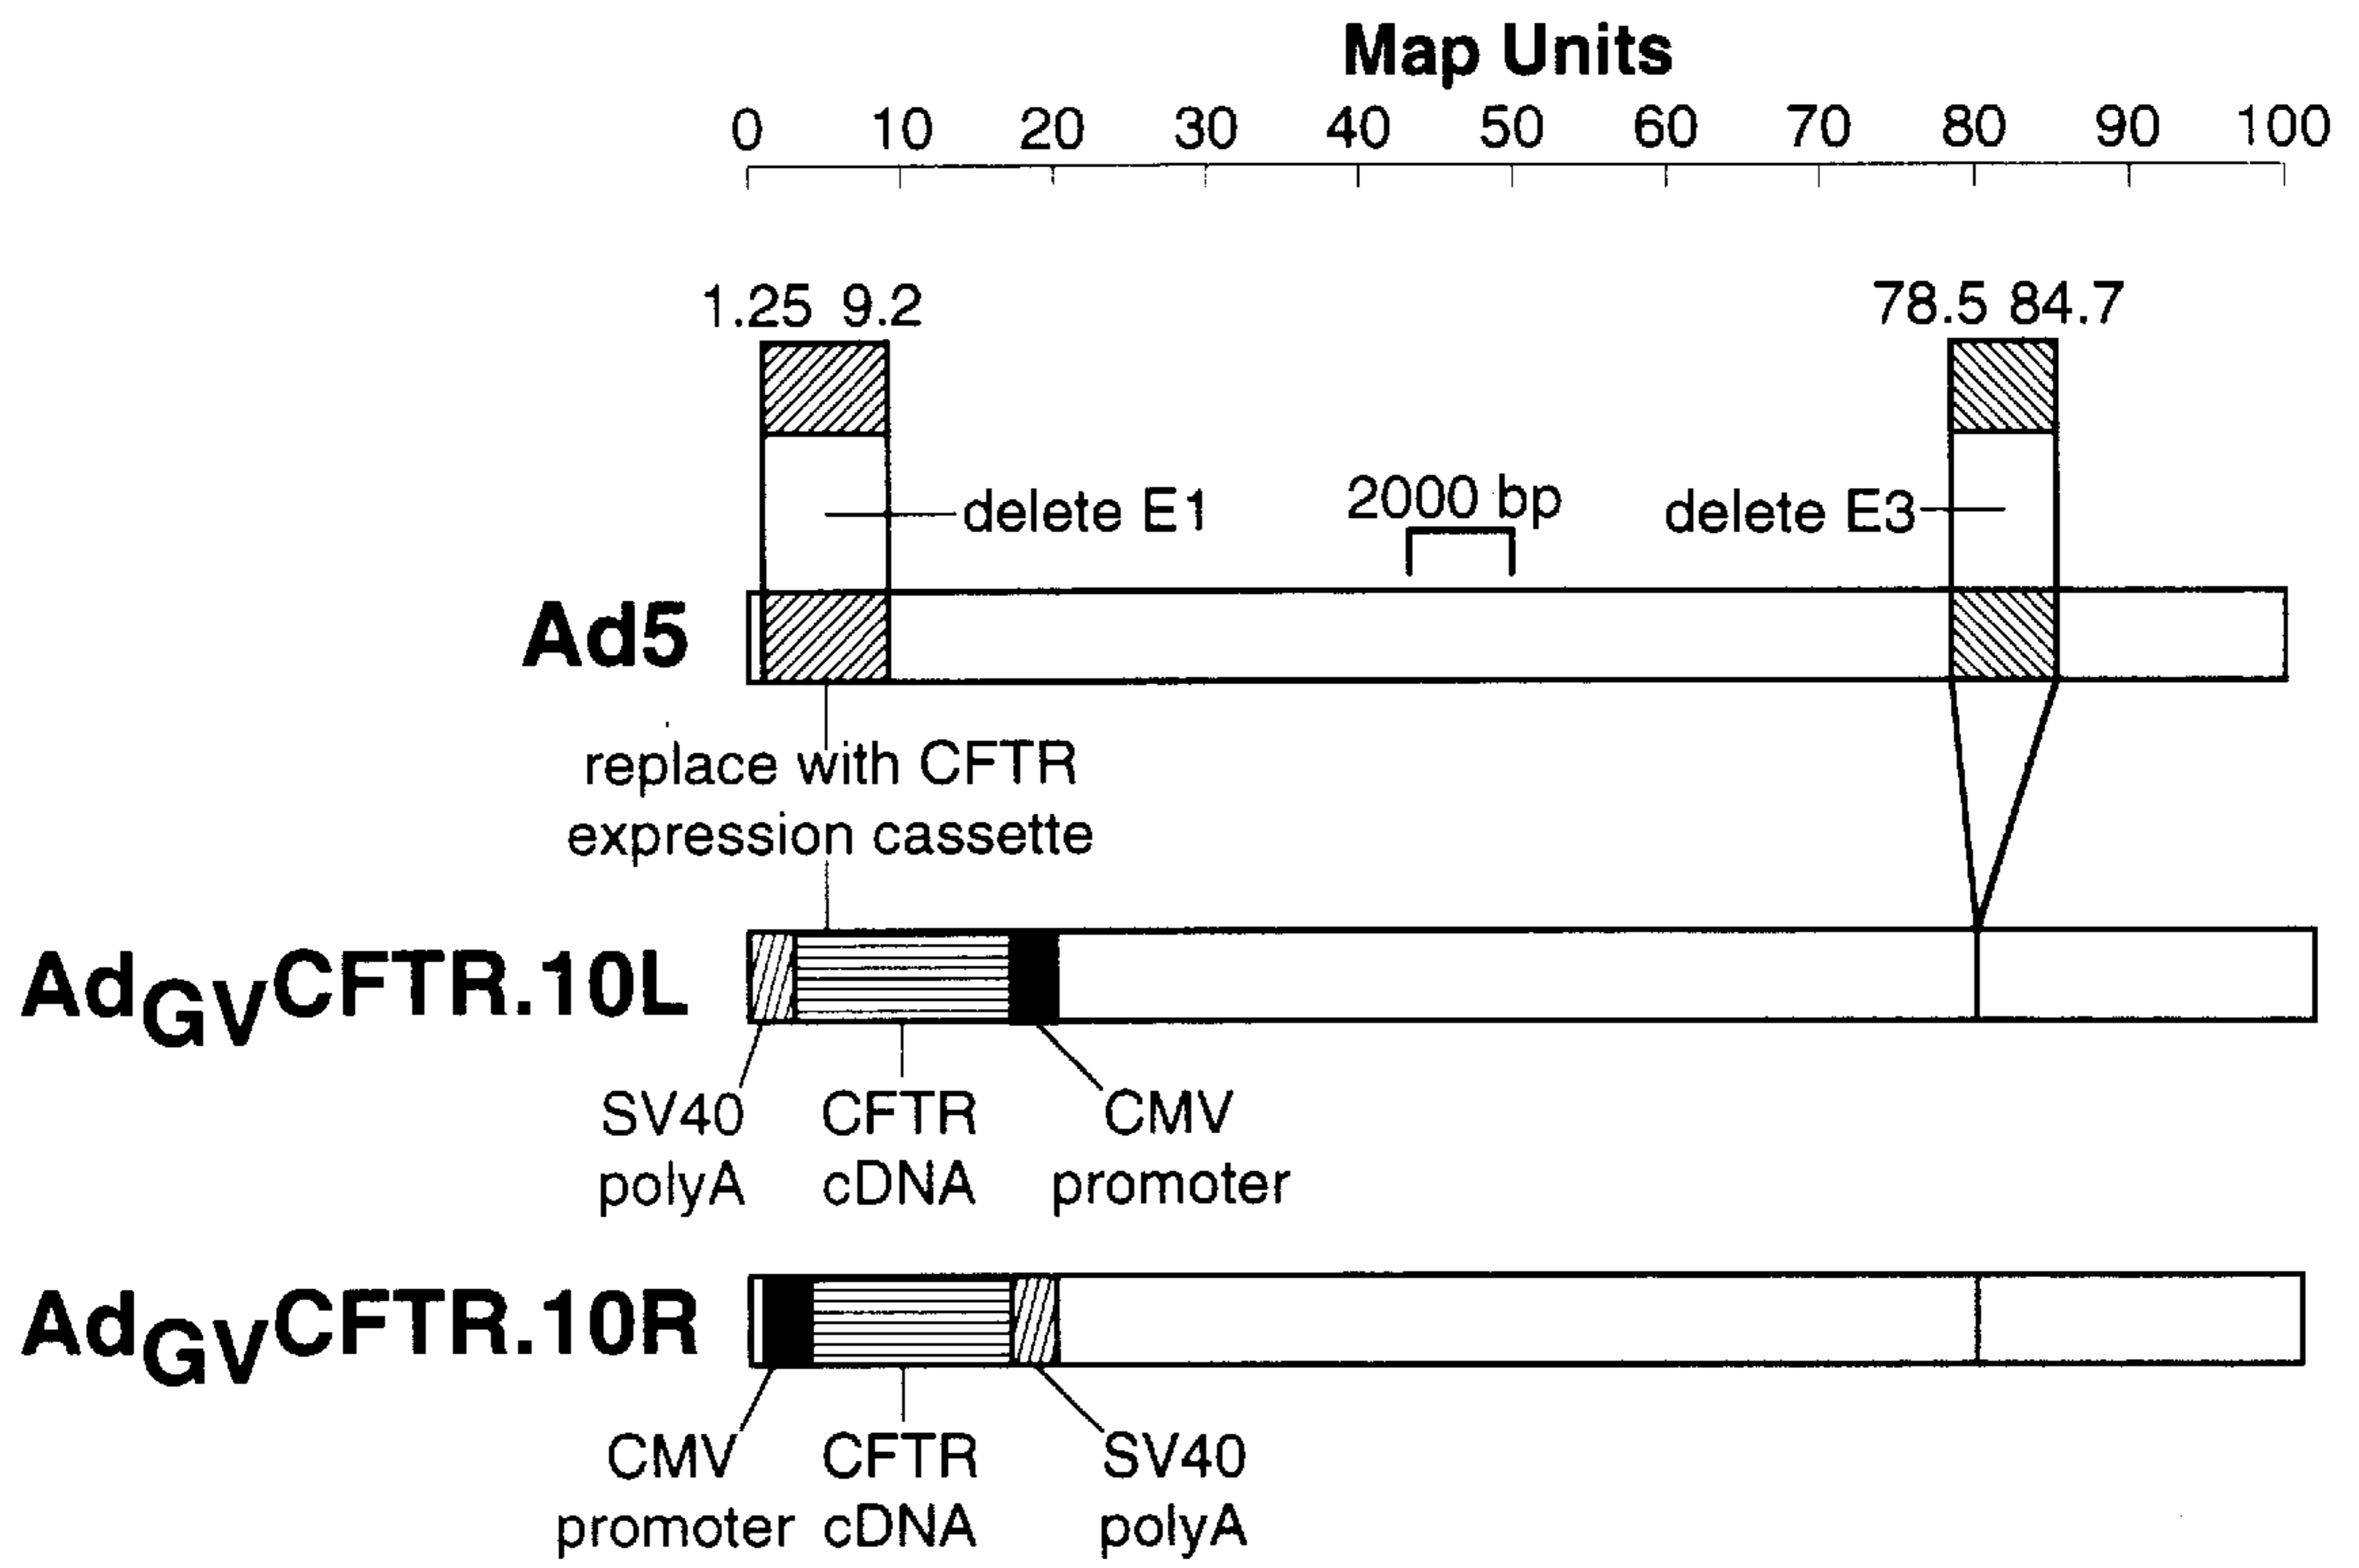 Map Units
0 10 20 30 40 50 60 70 80 90 100
1.25 9.2 78.5 84.7
delete E1 2000 bp delete E3
Ad5
replace with CFTR
expression cassette
AdGVCFTR.10L
SV40 CFTR CMV
polyA cDNA promoter
AdGVCFTR.10R
CMV CFTR SV40
promoter cDNA polyA